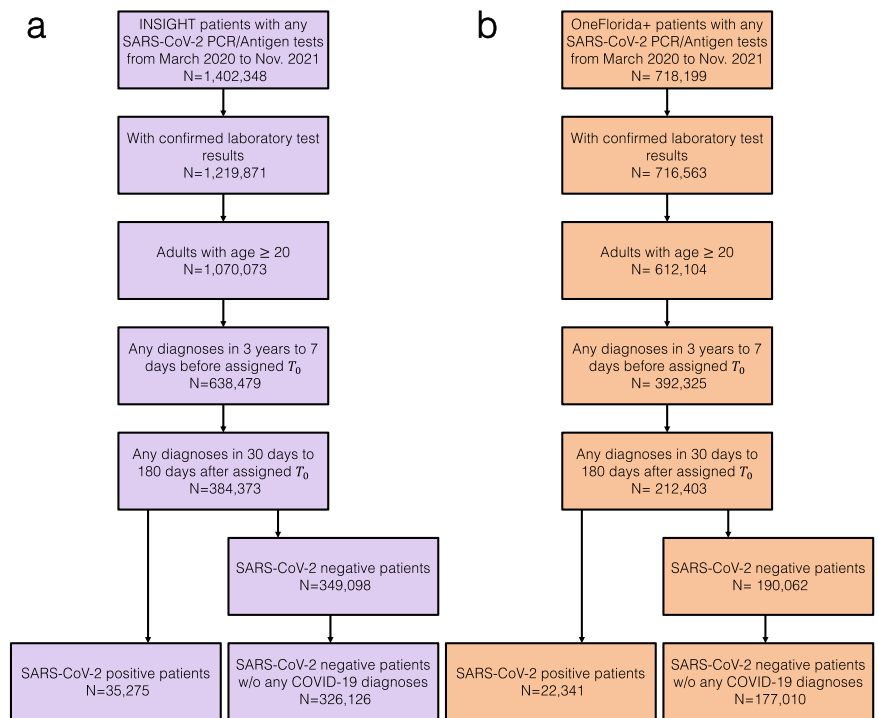 a
INSIGHT patients with any
SARS-CoV-2 PCR/Antigen tests
from March 2020 to Nov. 2021
N=1,402,348
With confirmed laboratory test
results
N=1,219,871
Adults with age ≥ 20
N=1,070,073
Any diagnoses in 3 years to 7
days before assigned T₀
N=638,479
Any diagnoses in 30 days to
180 days after assigned T₀
N=384,373
SARS-CoV-2 negative patients
N=349,098
SARS-CoV-2 positive patients
N=35,275
SARS-CoV-2 negative patients
w/o any COVID-19 diagnoses
N=326,126
b
OneFlorida+ patients with any
SARS-CoV-2 PCR/Antigen tests
from March 2020 to Nov. 2021
N= 718,199
With confirmed laboratory test
results
N= 716,563
Adults with age ≥ 20
N= 612,104
Any diagnoses in 3 years to 7
days before assigned T₀
N= 392,325
Any diagnoses in 30 days to
180 days after assigned T₀
N= 212,403
SARS-CoV-2 negative patients
N= 190,062
SARS-CoV-2 positive patients
N=22,341
SARS-CoV-2 negative patients
w/o any COVID-19 diagnoses
N=177,010